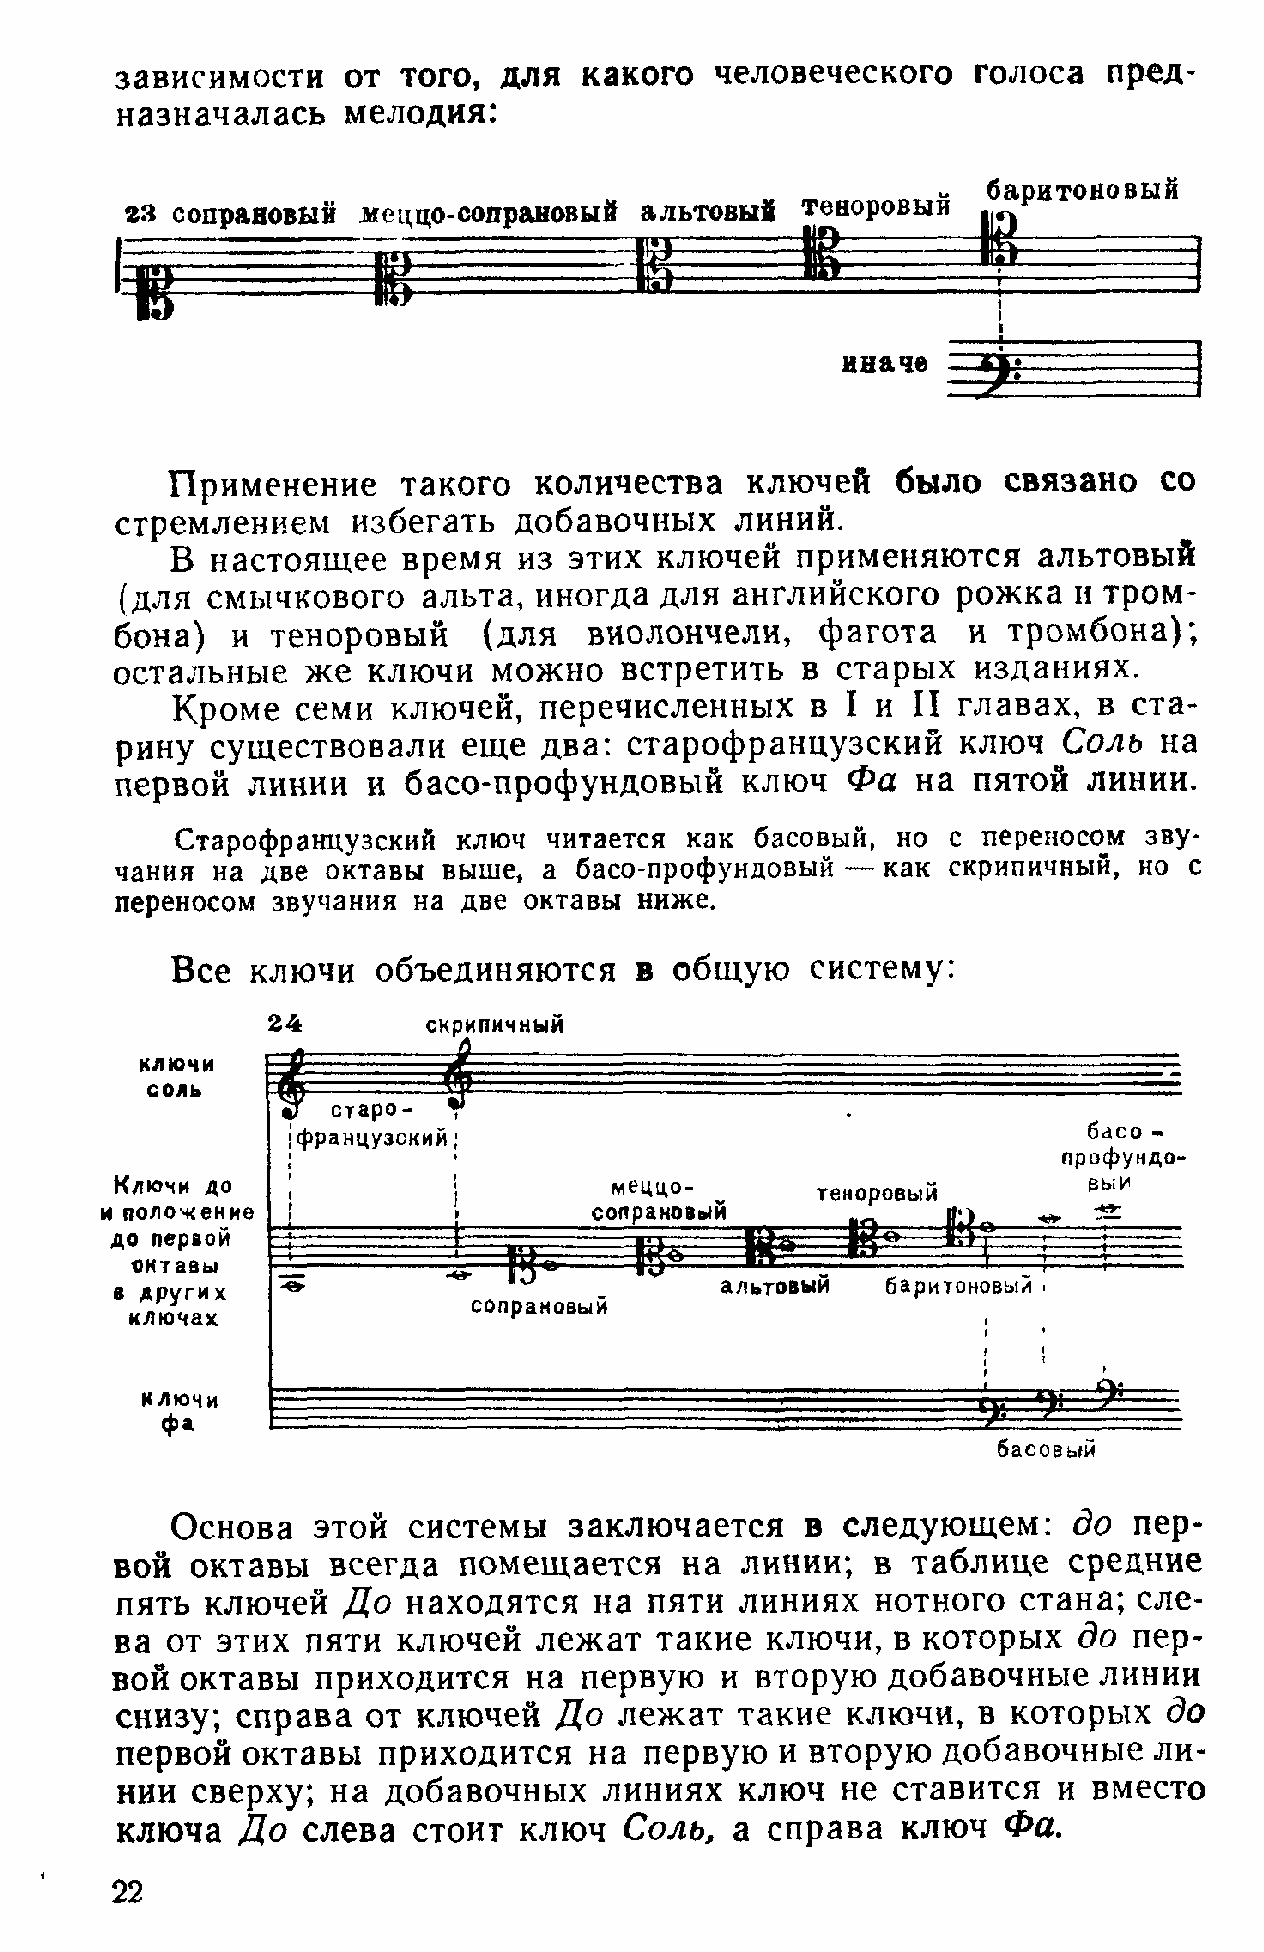 зависимости от того, для какого человеческого голоса пред-
назначалась мелодия:
23 сопрановый меццо-сопрановый альтовый теноровый баритоновый
иначе
Применение такого количества ключей было связано со
стремлением избегать добавочных линий.
В настоящее время из этих ключей применяются альтовый
(для смычкового альта, иногда для английского рожка и тром-
бона) и теноровый (для виолончели, фагота и тромбона);
остальные же ключи можно встретить в старых изданиях.
Кроме семи ключей, перечисленных в I и II главах, в ста-
рину существовали еще два: старофранцузский ключ Соль на
первой линии и басо-профундовый ключ Фа на пятой линии.
Старофранцузский ключ читается как басовый, но с переносом зву-
чания на две октавы выше, а басо-профундовый — как скрипичный, но с
переносом звучания на две октавы ниже.
Все ключи объединяются в общую систему:
24 скрипичный
ключи
соль
старо-
французский
басо-
профундо-
вый
Ключи до
и положение
до первой
октавы
в других
ключах
меццо-
сопрановый
теноровый
альтовый баритоновый
сопрановый
ключи
фа
басовый
Основа этой системы заключается в следующем: до пер-
вой октавы всегда помещается на линии; в таблице средние
пять ключей До находятся на пяти линиях нотного стана; сле-
ва от этих пяти ключей лежат такие ключи, в которых до пер-
вой октавы приходится на первую и вторую добавочные линии
снизу; справа от ключей До лежат такие ключи, в которых до
первой октавы приходится на первую и вторую добавочные ли-
нии сверху; на добавочных линиях ключ не ставится и вместо
ключа До слева стоит ключ Соль, а справа ключ Фа.
22